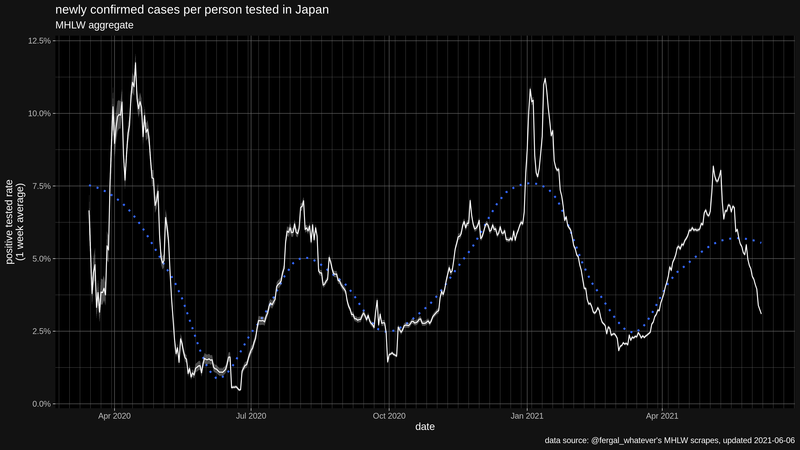 newly confirmed cases per person tested in Japan
MHLW aggregate
12.5%
10.0%
7.5%
5.0%
2.5%
0.0%
positive tested rate
(1 week average)
Apr 2020
Jul 2020
Oct 2020
Jan 2021
Apr 2021
date
data source: @fergal_whatever's MHLW scrapes, updated 2021-06-06